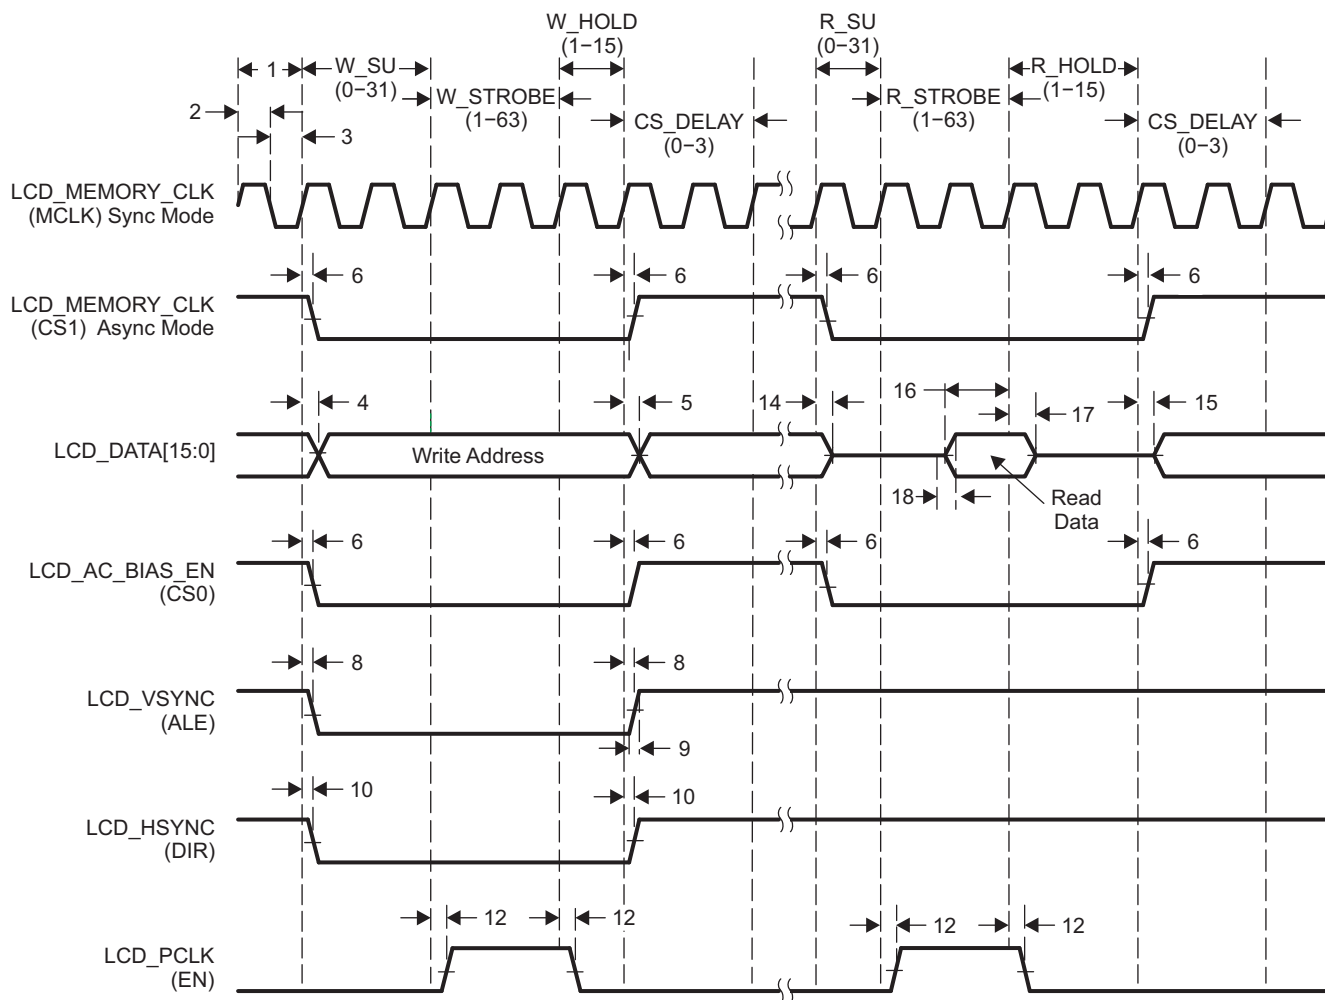 W_HOLD
(1−15)
R_SU
(0−31)
1
W_SU
(0−31)
R_HOLD
(1−15)
W_STROBE
(1−63)
R_STROBE
(1−63)
2
3
CS_DELAY
(0−3)
CS_DELAY
(0−3)
LCD_MEMORY_CLK
(MCLK) Sync Mode
6
6
6
6
LCD_MEMORY_CLK
(CS1) Async Mode
4
5
14
16
17
15
LCD_DATA[15:0]
Write Address
18
Read
Data
6
6
6
6
LCD_AC_BIAS_EN
(CS0)
8
8
LCD_VSYNC
(ALE)
9
10
10
LCD_HSYNC
(DIR)
12
12
12
12
LCD_PCLK
(EN)